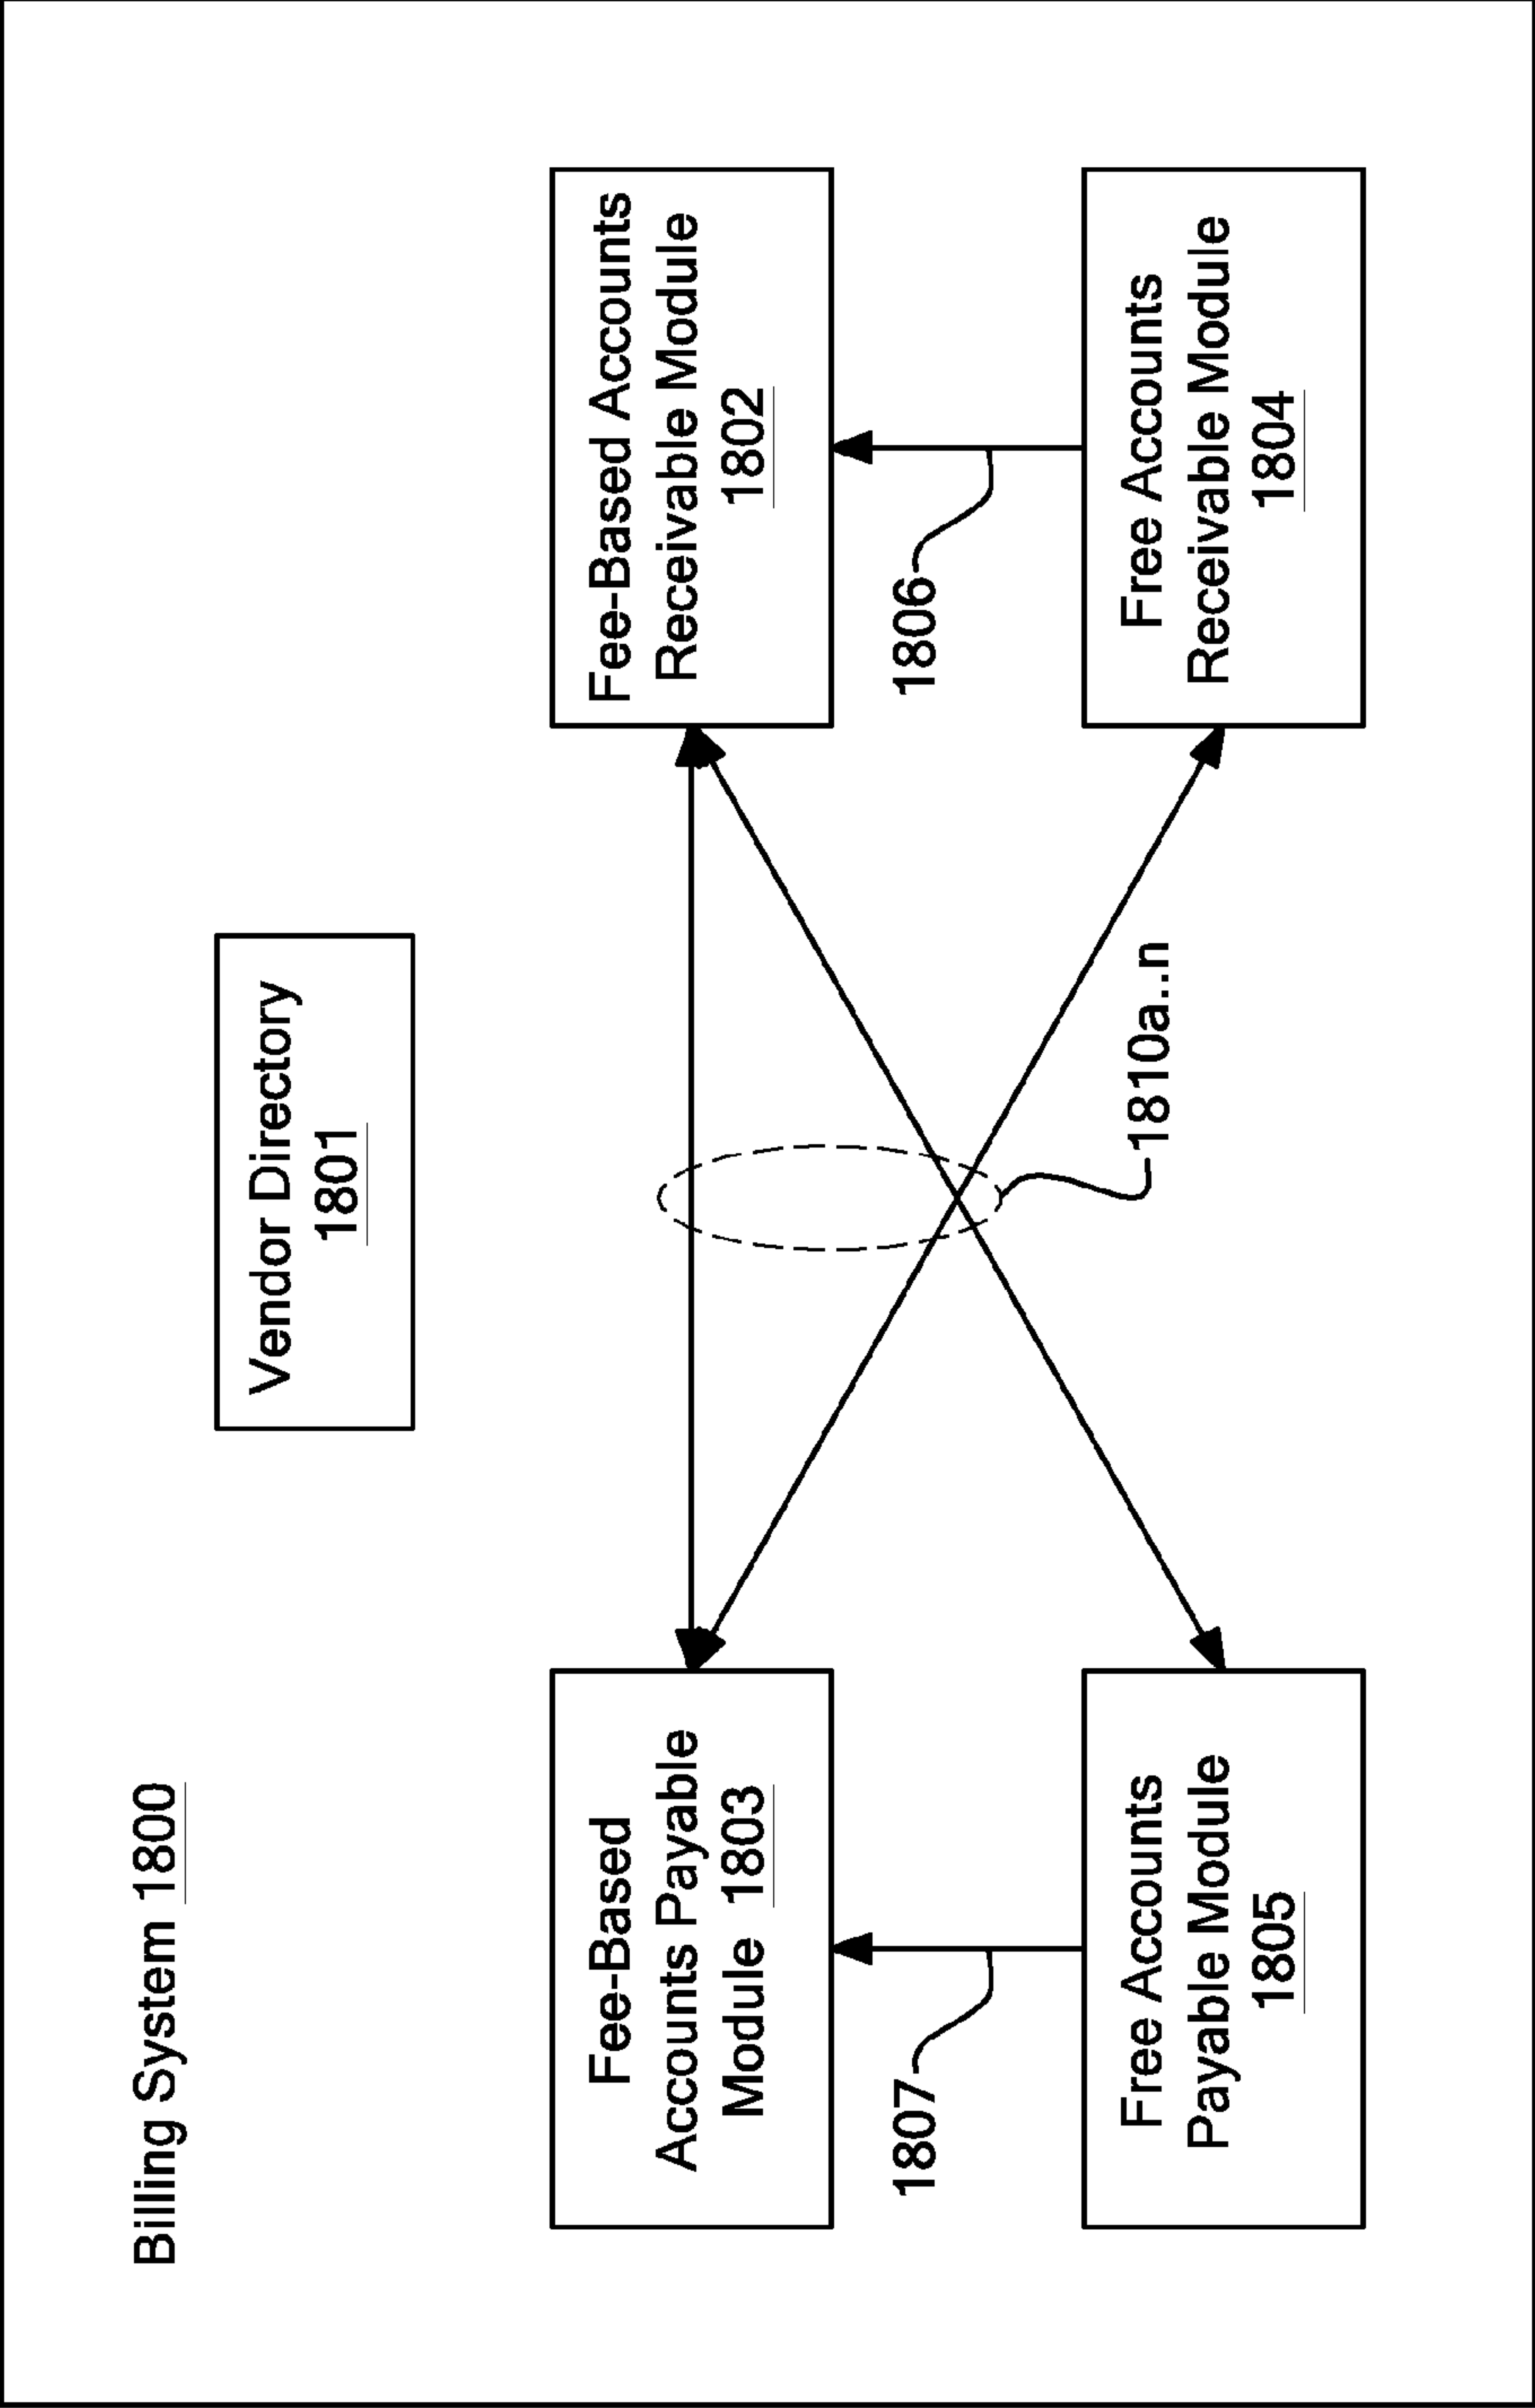 Billing System 1800
Vendor Directory
1801
Fee-Based
Accounts Payable
Module 1803
Fee-Based Accounts
Receivable Module
1802
1807
1806
1810a..n
Free Accounts
Payable Module
1805
Free Accounts
Receivable Module
1804